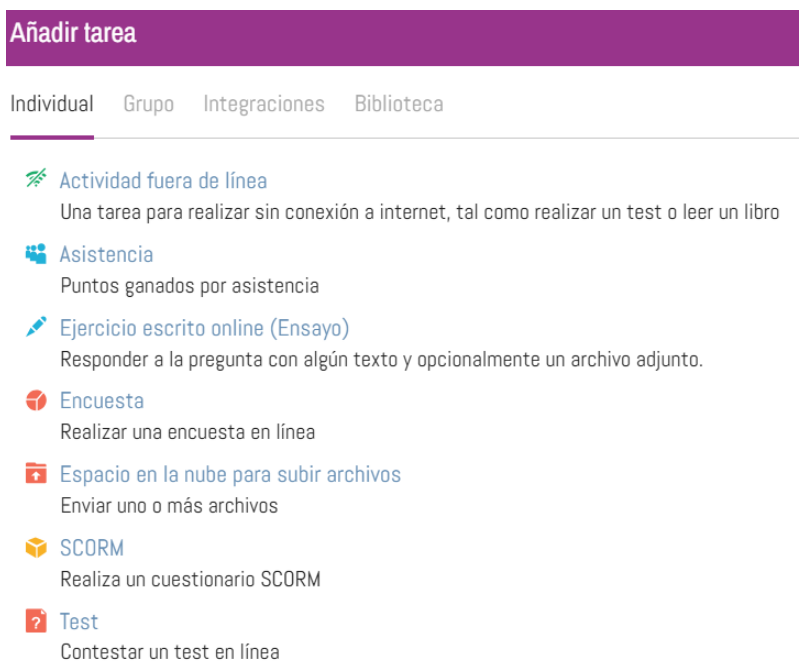 Añadir tarea
Individual Grupo Integraciones Biblioteca
Actividad fuera de línea
Una tarea para realizar sin conexión a internet, tal como realizar un test o leer un libro
Asistencia
Puntos ganados por asistencia
Ejercicio escrito online (Ensayo)
Responder a la pregunta con algún texto y opcionalmente un archivo adjunto.
Encuesta
Realizar una encuesta en línea
Espacio en la nube para subir archivos
Enviar uno o más archivos
SCORM
Realiza un cuestionario SCORM
? Test
Contestar un test en línea